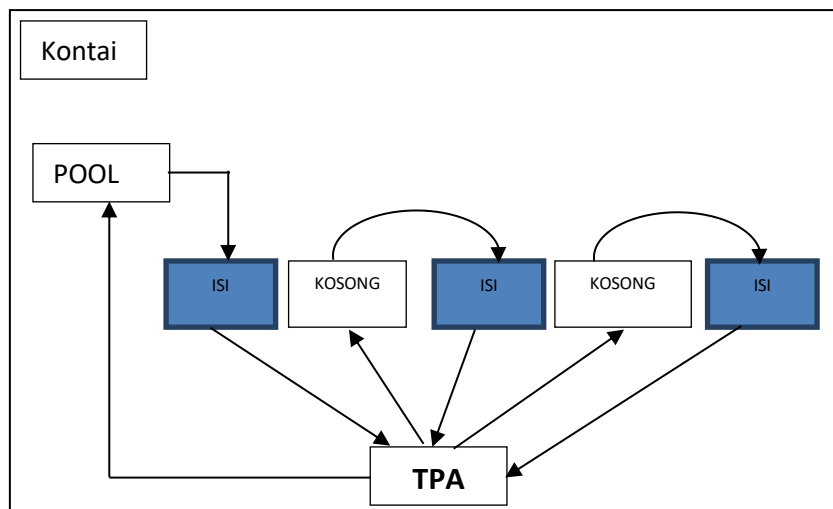 Kontai
POOL
ISI
KOSONG
ISI
KOSONG
ISI
TPA